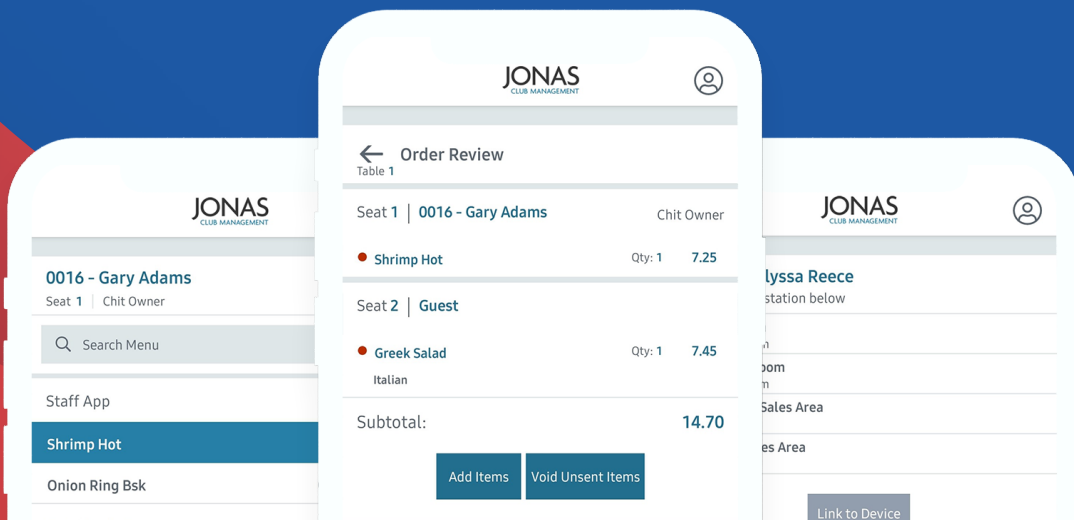 JONAS
CLUB MANAGEMENT
0016 - Gary Adams
Seat 1 | Chit Owner
Search Menu
Staff App
Shrimp Hot
Onion Ring Bsk
JONAS
CLUB MANAGEMENT
Order Review
Table 1
Seat 1 | 0016 - Gary Adams Chit Owner
Shrimp Hot Qty: 1 7.25
Seat 2 | Guest
Greek Salad Qty: 1 7.45
Italian
Subtotal: 14.70
Add Items Void Unsent Items
JONAS
CLUB MANAGEMENT
lyssa Reece
station below
oom
Sales Area
es Area
Link to Device